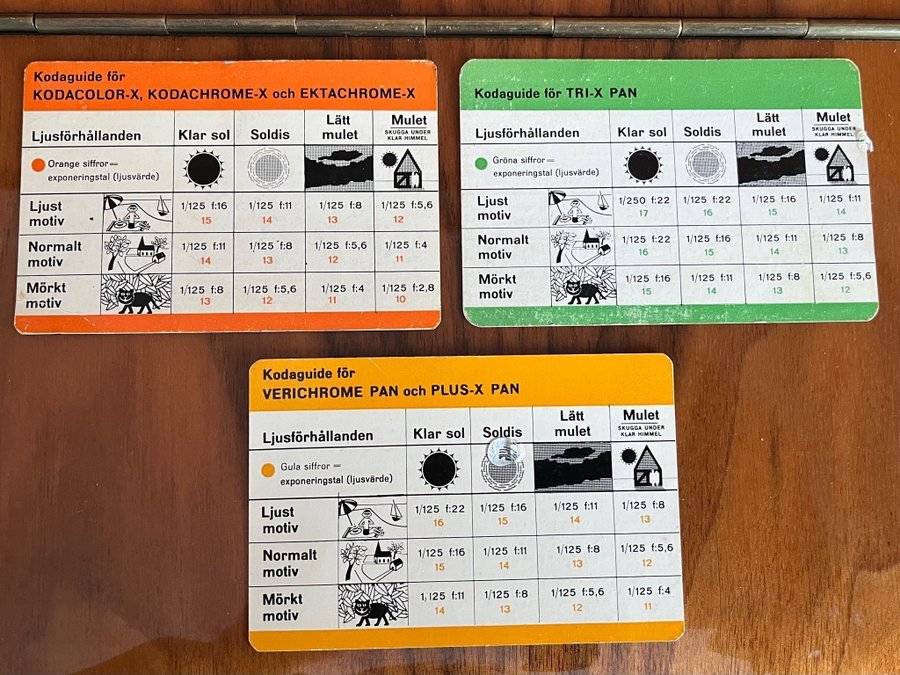 Kodaguide för
KODACOLOR-X, KODACHROME-X och EKTACHROME-X
Ljusförhållanden Klar sol Soldis Lätt mulet Mulet
SKUGGA UNDER
KLAR HIMMEL
Orange siffror =
exponeringstal (ljusvärde)
Ljust motiv 1/125 f:16 1/125 f:11 1/125 f:8 1/125 f:5,6
15 14 13 12
Normalt motiv 1/125 f:11 1/125 f:8 1/125 f:5,6 1/125 f:4
14 13 12 11
Mörkt motiv 1/125 f:8 1/125 f:5,6 1/125 f:4 1/125 f:2,8
13 12 11 10
Kodaguide för TRI-X PAN
Ljusförhållanden Klar sol Soldis Lätt mulet Mulet
SKUGGA UNDER
KLAR HIMMEL
Gröna siffror =
exponeringstal (ljusvärde)
Ljust motiv 1/250 f:22 1/125 f:22 1/125 f:16 1/125 f:11
17 16 15 14
Normalt motiv 1/125 f:22 1/125 f:16 1/125 f:11 1/125 f:8
16 15 14 13
Mörkt motiv 1/125 f:16 1/125 f:11 1/125 f:8 1/125 f:5,6
15 14 13 12
Kodaguide för
VERICHROME PAN och PLUS-X PAN
Ljusförhållanden Klar sol Soldis Lätt mulet Mulet
SKUGGA UNDER
KLAR HIMMEL
Gula siffror =
exponeringstal (ljusvärde)
Ljust motiv 1/125 f:22 1/125 f:16 1/125 f:11 1/125 f:8
16 15 14 13
Normalt motiv 1/125 f:16 1/125 f:11 1/125 f:8 1/125 f:5,6
15 14 13 12
Mörkt motiv 1/125 f:11 1/125 f:8 1/125 f:5,6 1/125 f:4
14 13 12 11